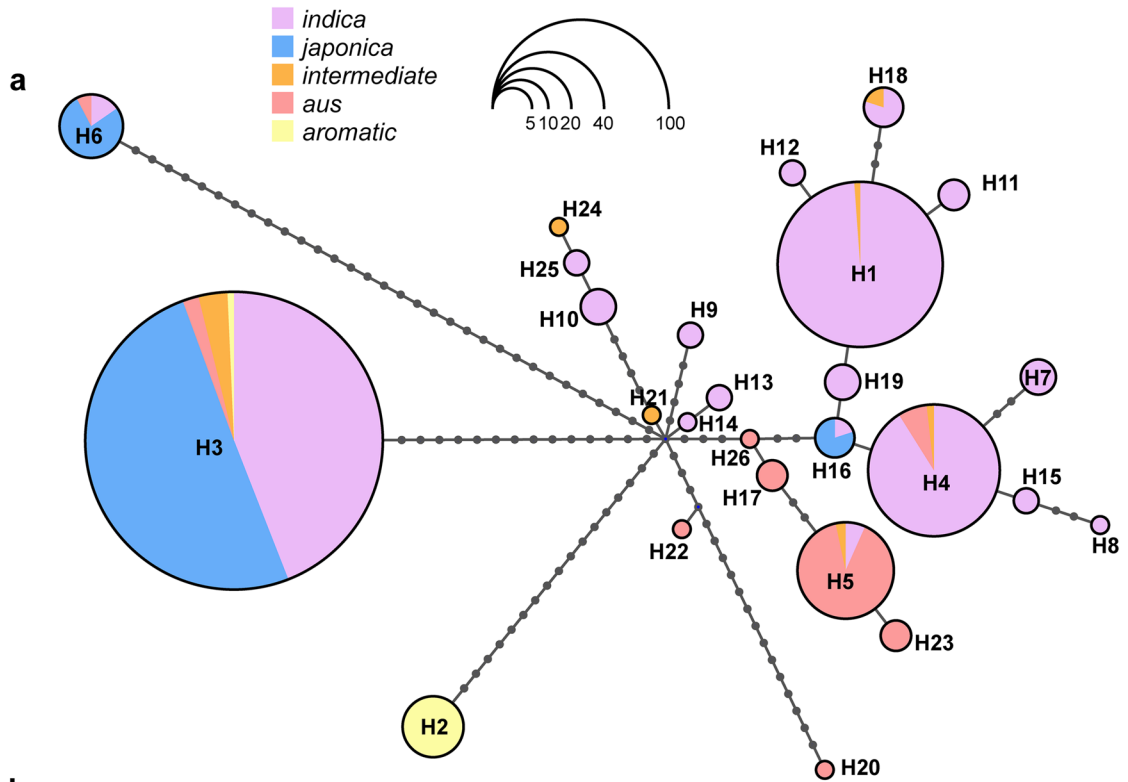 a
indica
japonica
intermediate
aus
aromatic
5 10 20 40 100
H18
H12
H11
H6
H1
H24
H25
H10
H9
H19
H7
H13
H21
H14
H3
H26
H16
H4
H17
H15
H22
H8
H5
H23
H2
H20